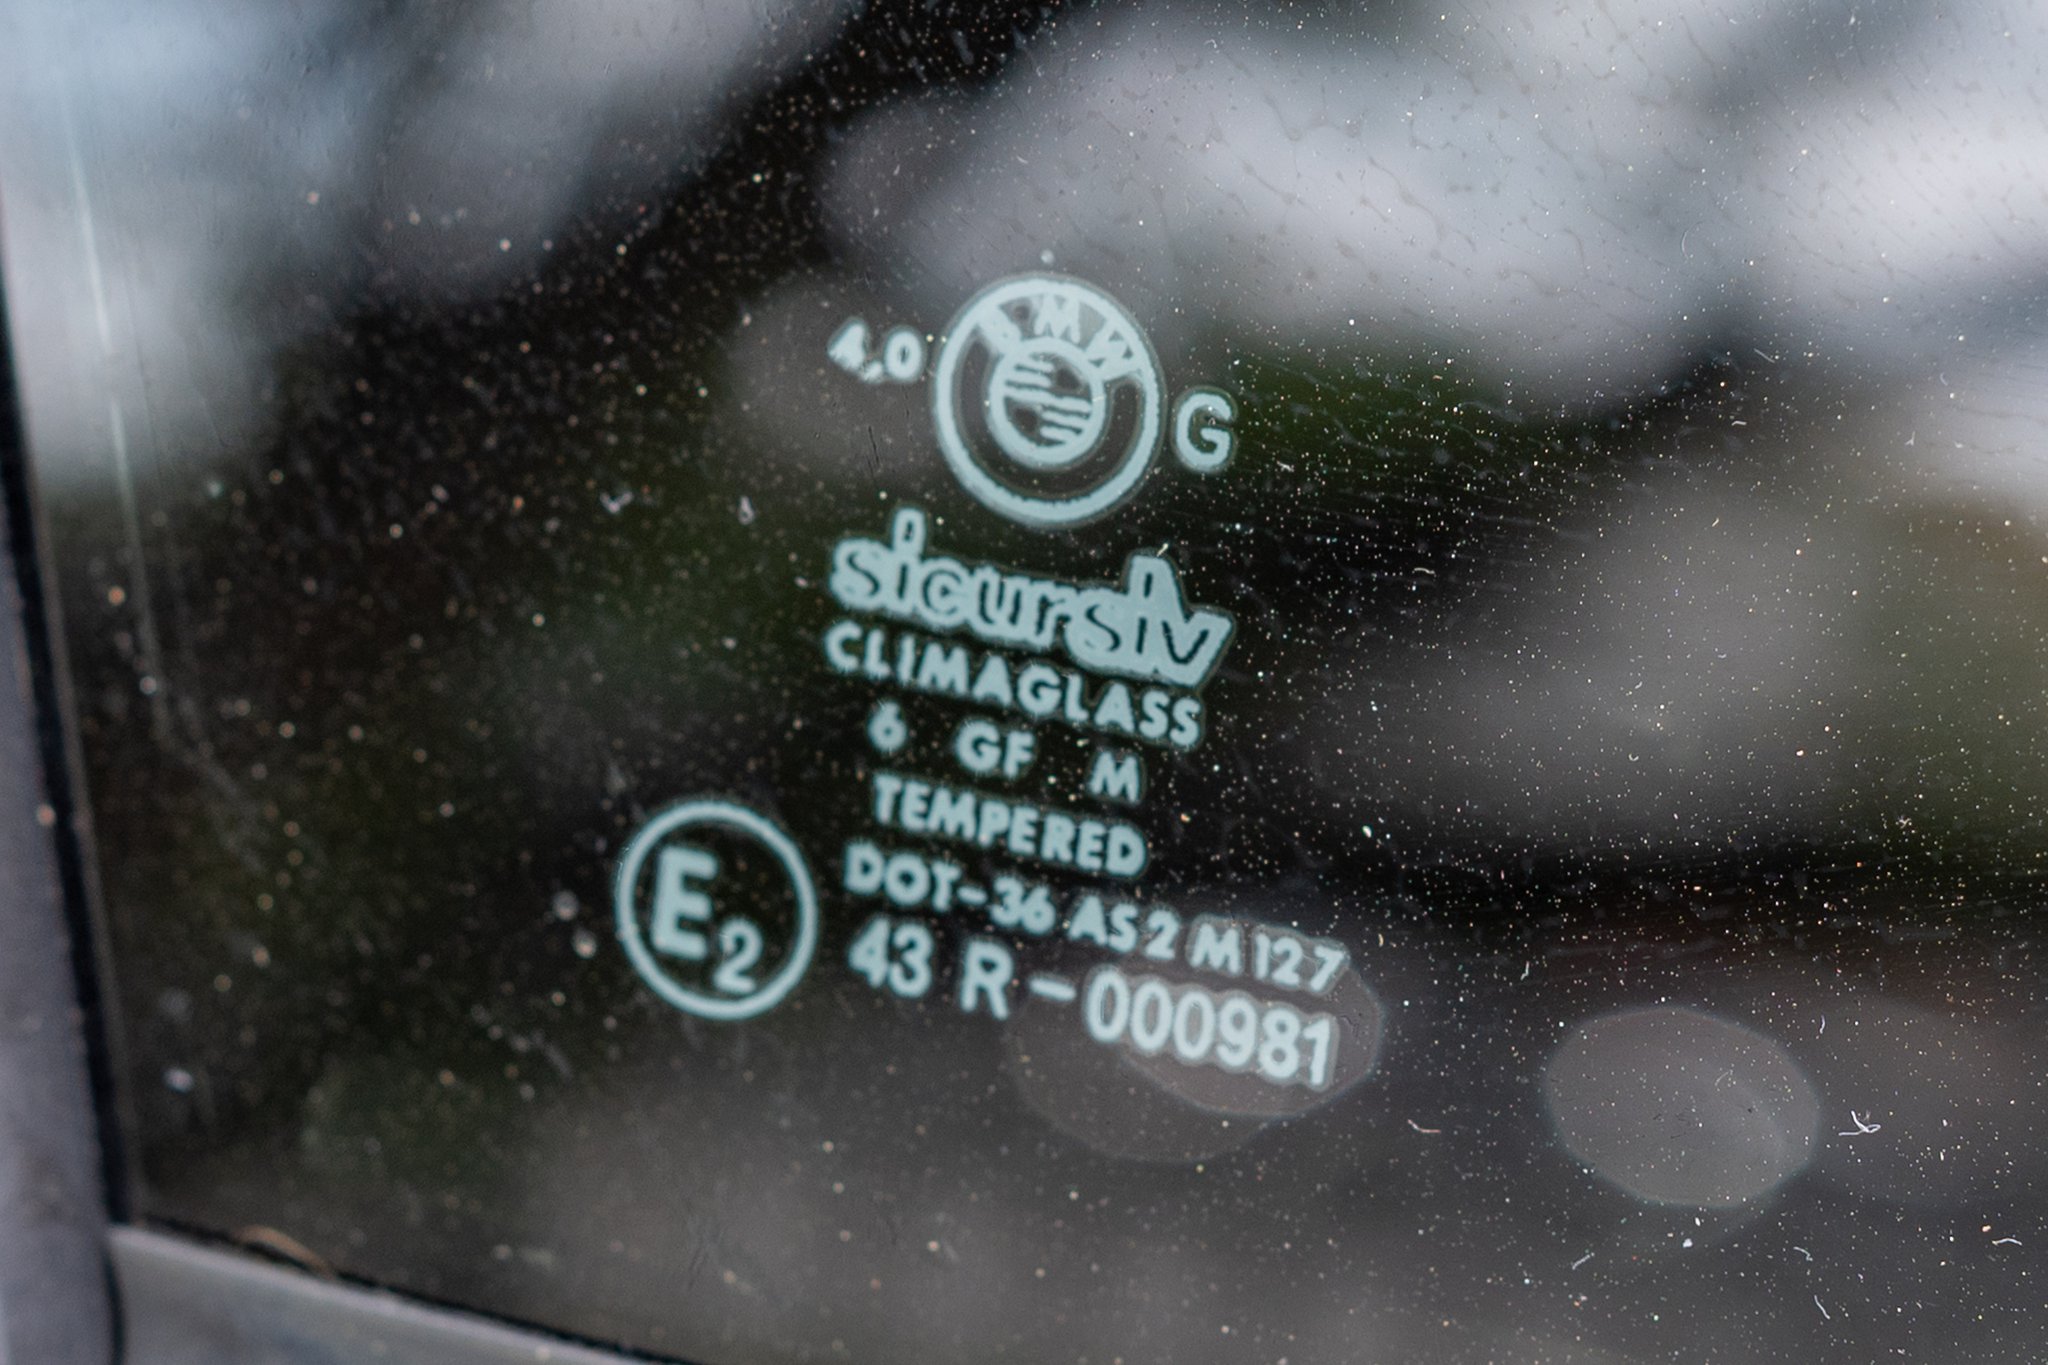 BMW
4.0 G
sicursiv
CLIMAGLASS
6 GF M
TEMPERED
DOT-36 AS2 M127
E2 43 R-000981